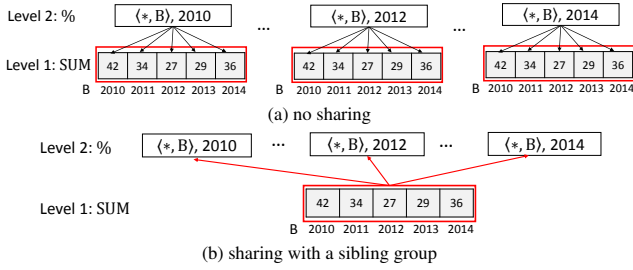 Level 2: % ⟨*, B⟩, 2010 ... ⟨*, B⟩, 2012 ... ⟨*, B⟩, 2014
Level 1: SUM 42 34 27 29 36 42 34 27 29 36 42 34 27 29 36
B 2010 2011 2012 2013 2014 B 2010 2011 2012 2013 2014 B 2010 2011 2012 2013 2014
(a) no sharing
Level 2: % ⟨*, B⟩, 2010 ... ⟨*, B⟩, 2012 ... ⟨*, B⟩, 2014
Level 1: SUM 42 34 27 29 36
B 2010 2011 2012 2013 2014
(b) sharing with a sibling group